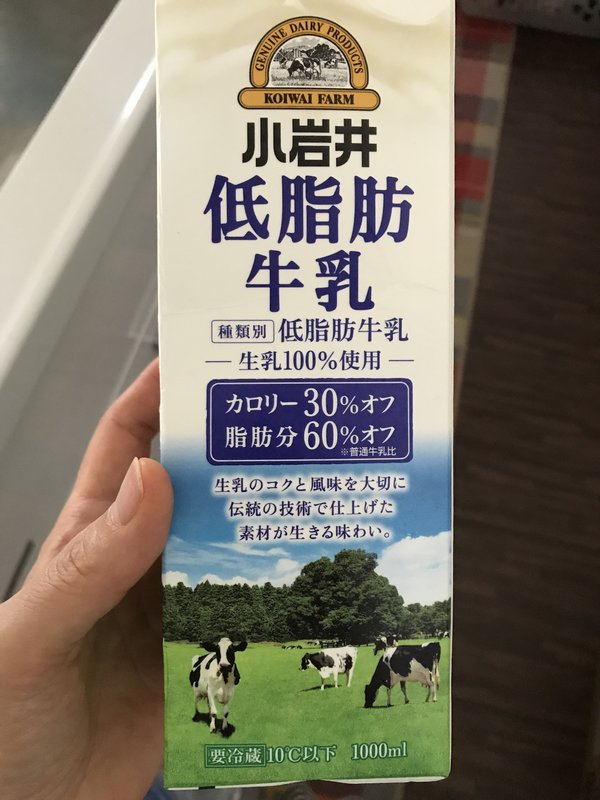 GENUINE DAIRY PRODUCTS
KOIWAI FARM
小岩井
低脂肪
牛乳
種類別 低脂肪牛乳
生乳100%使用
カロリー30%オフ
脂肪分60%オフ
※普通牛乳比
生乳のコクと風味を大切に
伝統の技術で仕上げた
素材が生きる味わい。
要冷蔵 10℃以下 1000ml